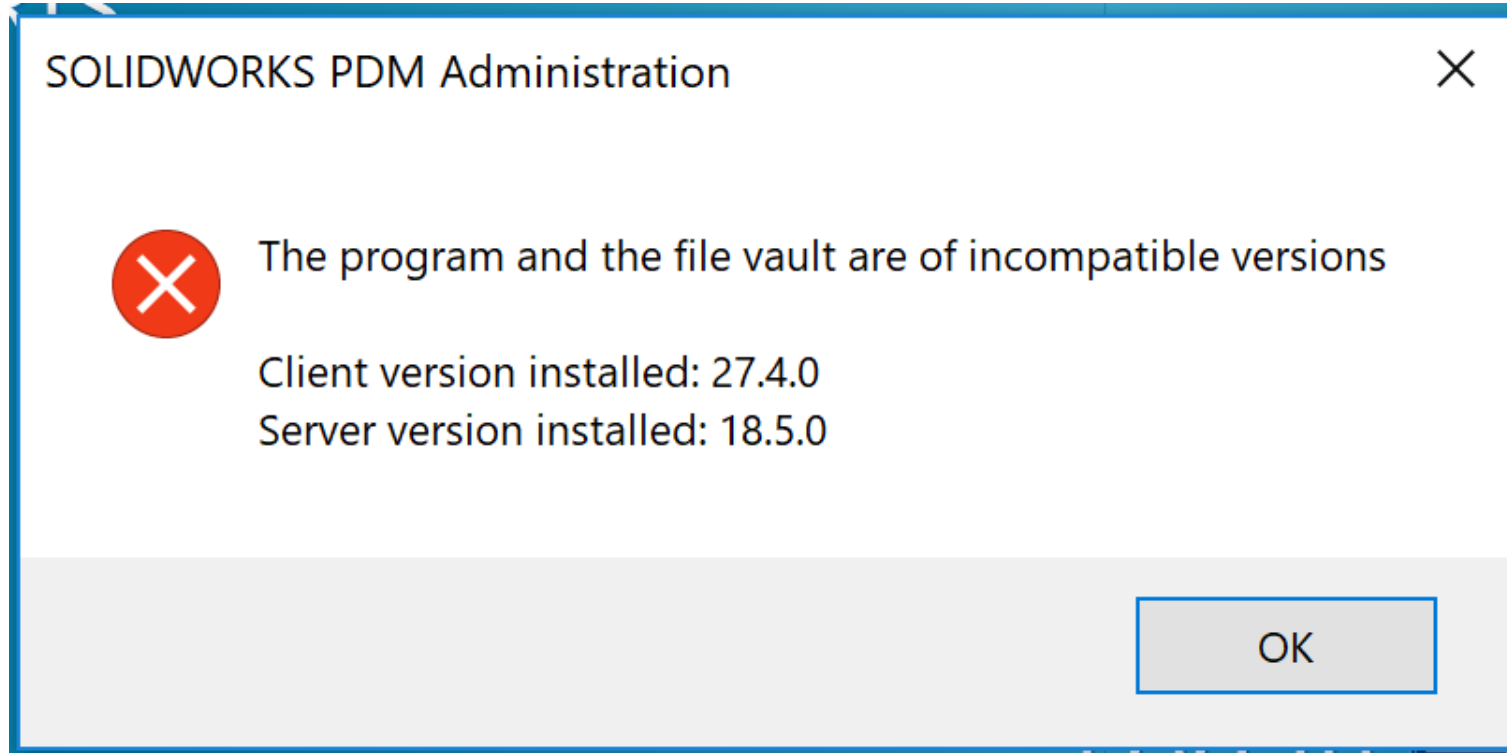 SOLIDWORKS PDM Administration
The program and the file vault are of incompatible versions
Client version installed: 27.4.0
Server version installed: 18.5.0
OK